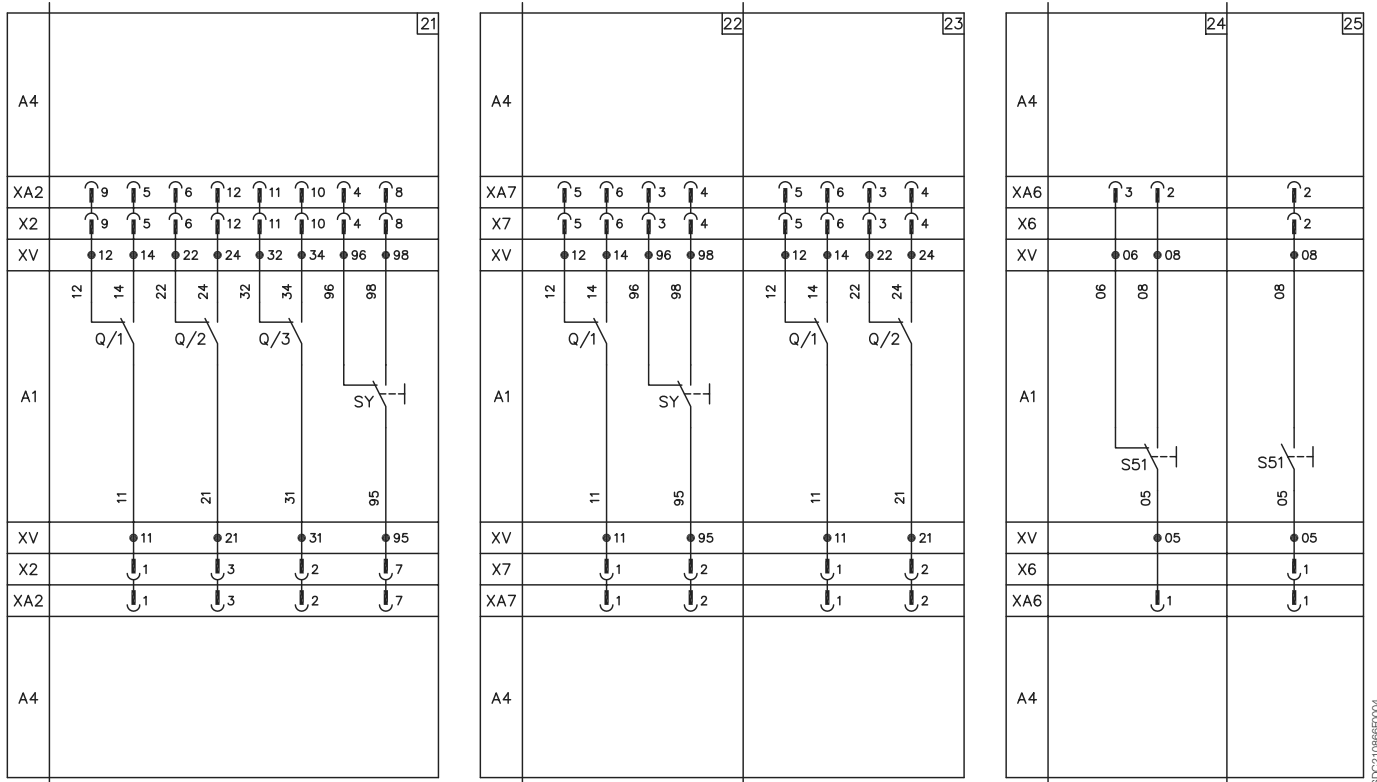 21 22 23 24 25
A4 A4 A4
XA2 9 5 6 12 11 10 4 8 XA7 5 6 3 4 5 6 3 4 XA6 3 2 2
X2 9 5 6 12 11 10 4 8 X7 5 6 3 4 5 6 3 4 X6 2
XV 12 14 22 24 32 34 96 98 XV 12 14 96 98 12 14 22 24 XV 06 08 08
12 14 22 24 32 34 96 98 12 14 96 98 12 14 22 24 06 08 08
Q/1 Q/2 Q/3 Q/1 Q/1 Q/2
A1 SY A1 SY A1
S51 S51
11 21 31 95 11 95 11 21 05 05
XV 11 21 31 95 XV 11 95 11 21 XV 05 05
X2 1 3 2 7 X7 1 2 1 2 X6 1
XA2 1 3 2 7 XA7 1 2 1 2 XA6 1 1
A4 A4 A4